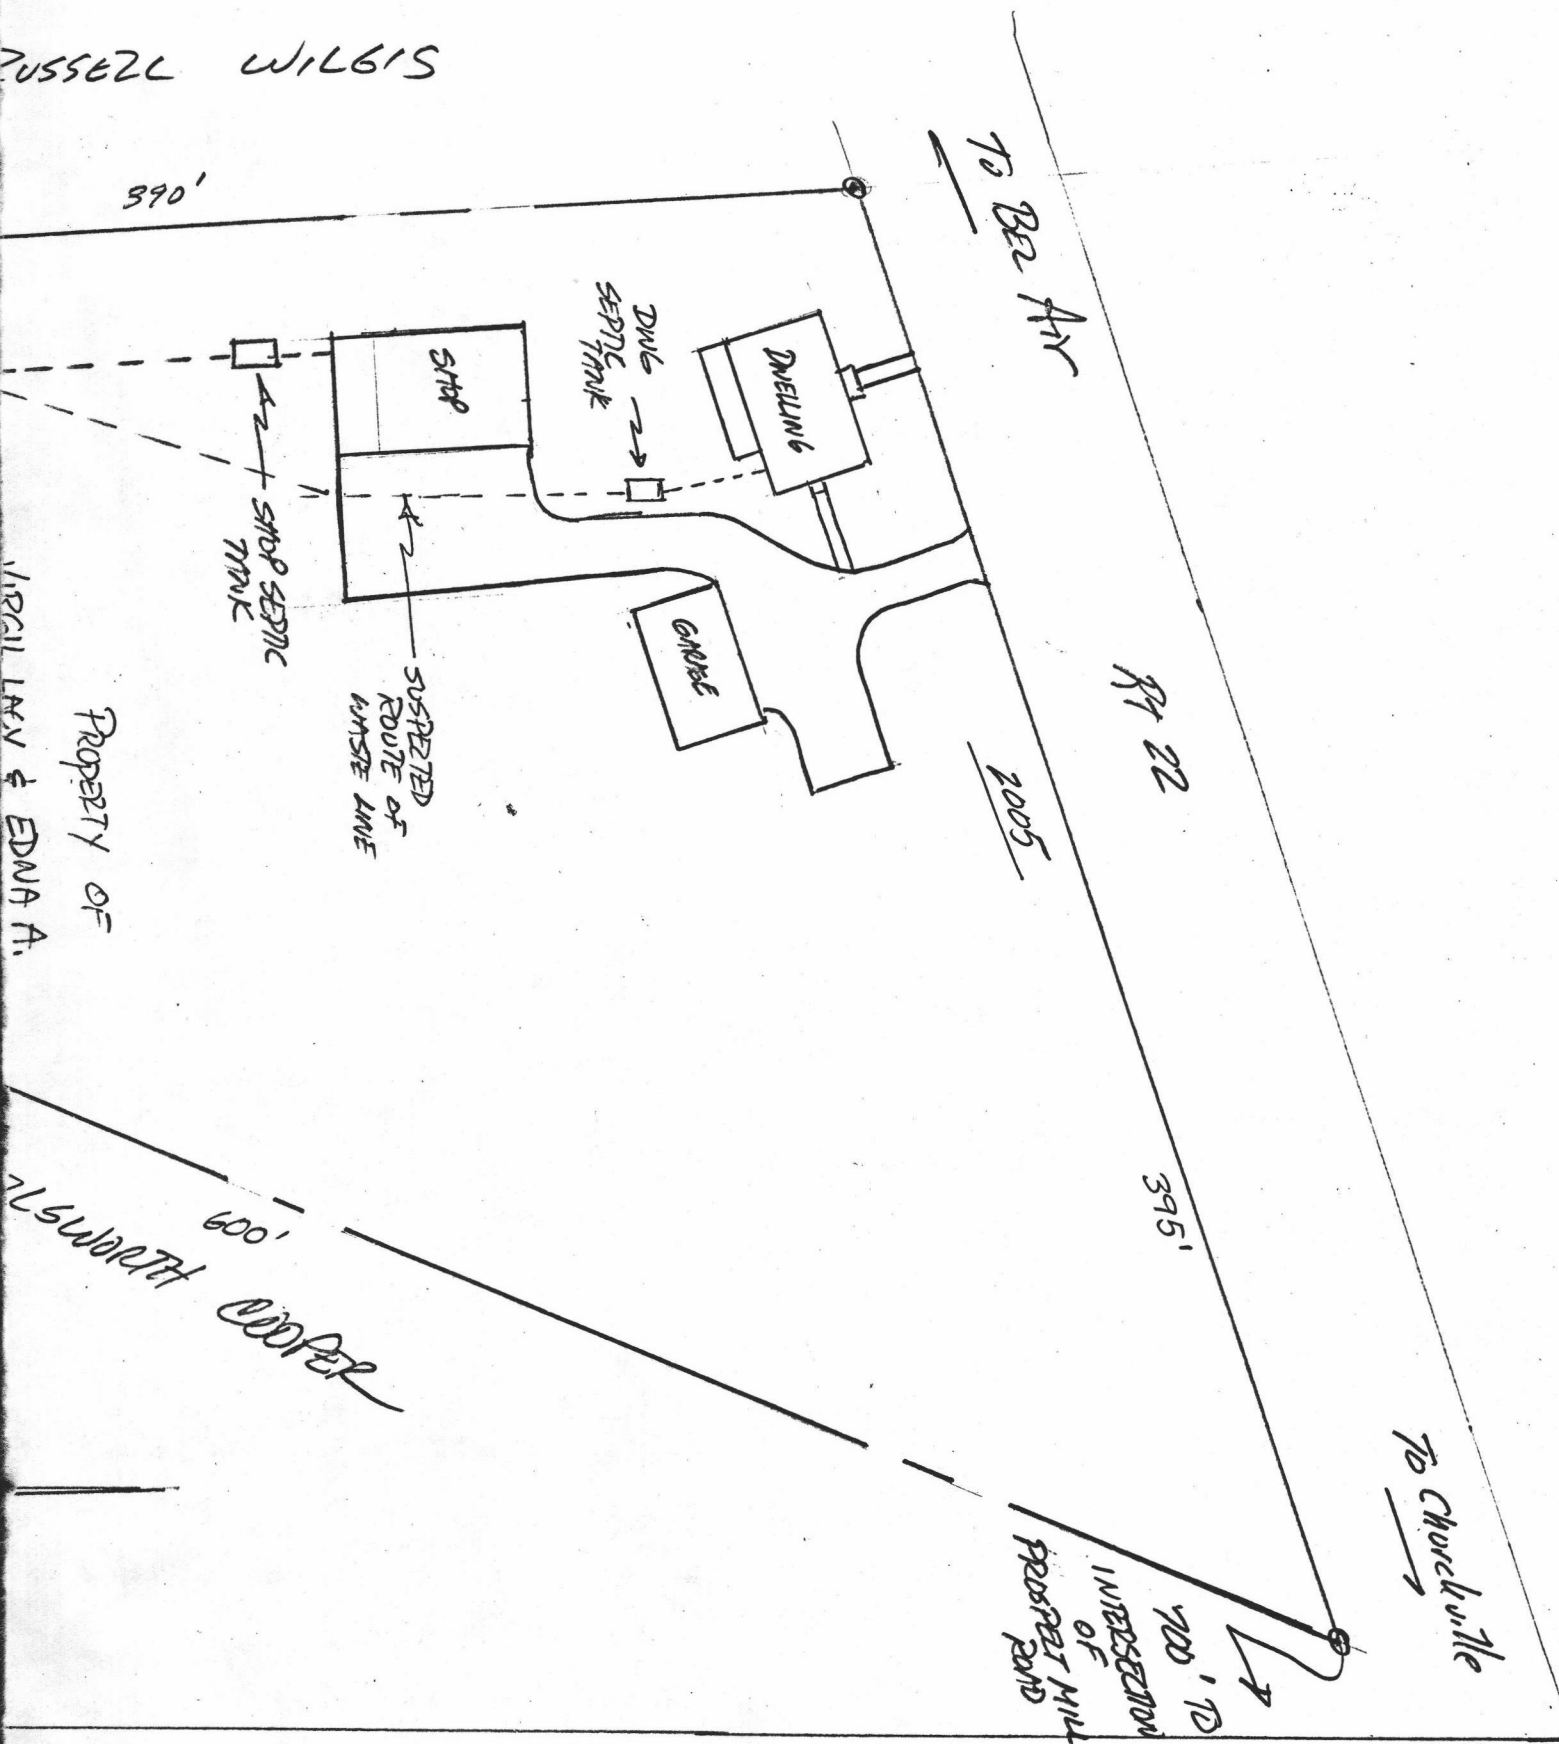 RUSSELL WILGIS
390'
TO BEL Air
DWELLING
DWG
SEPTIC
TANK
SHOP
SHOP SEPTIC
TANK
SUSPECTED
ROUTE OF
WASTE LINE
GARAGE
Rt 22
2005
PROPERTY OF
VIRGIL & EDNA A.
395'
600'
COOPER
To Churchville
700' TO
INTERSECTION
OF
PROSPECT MILL
ROAD